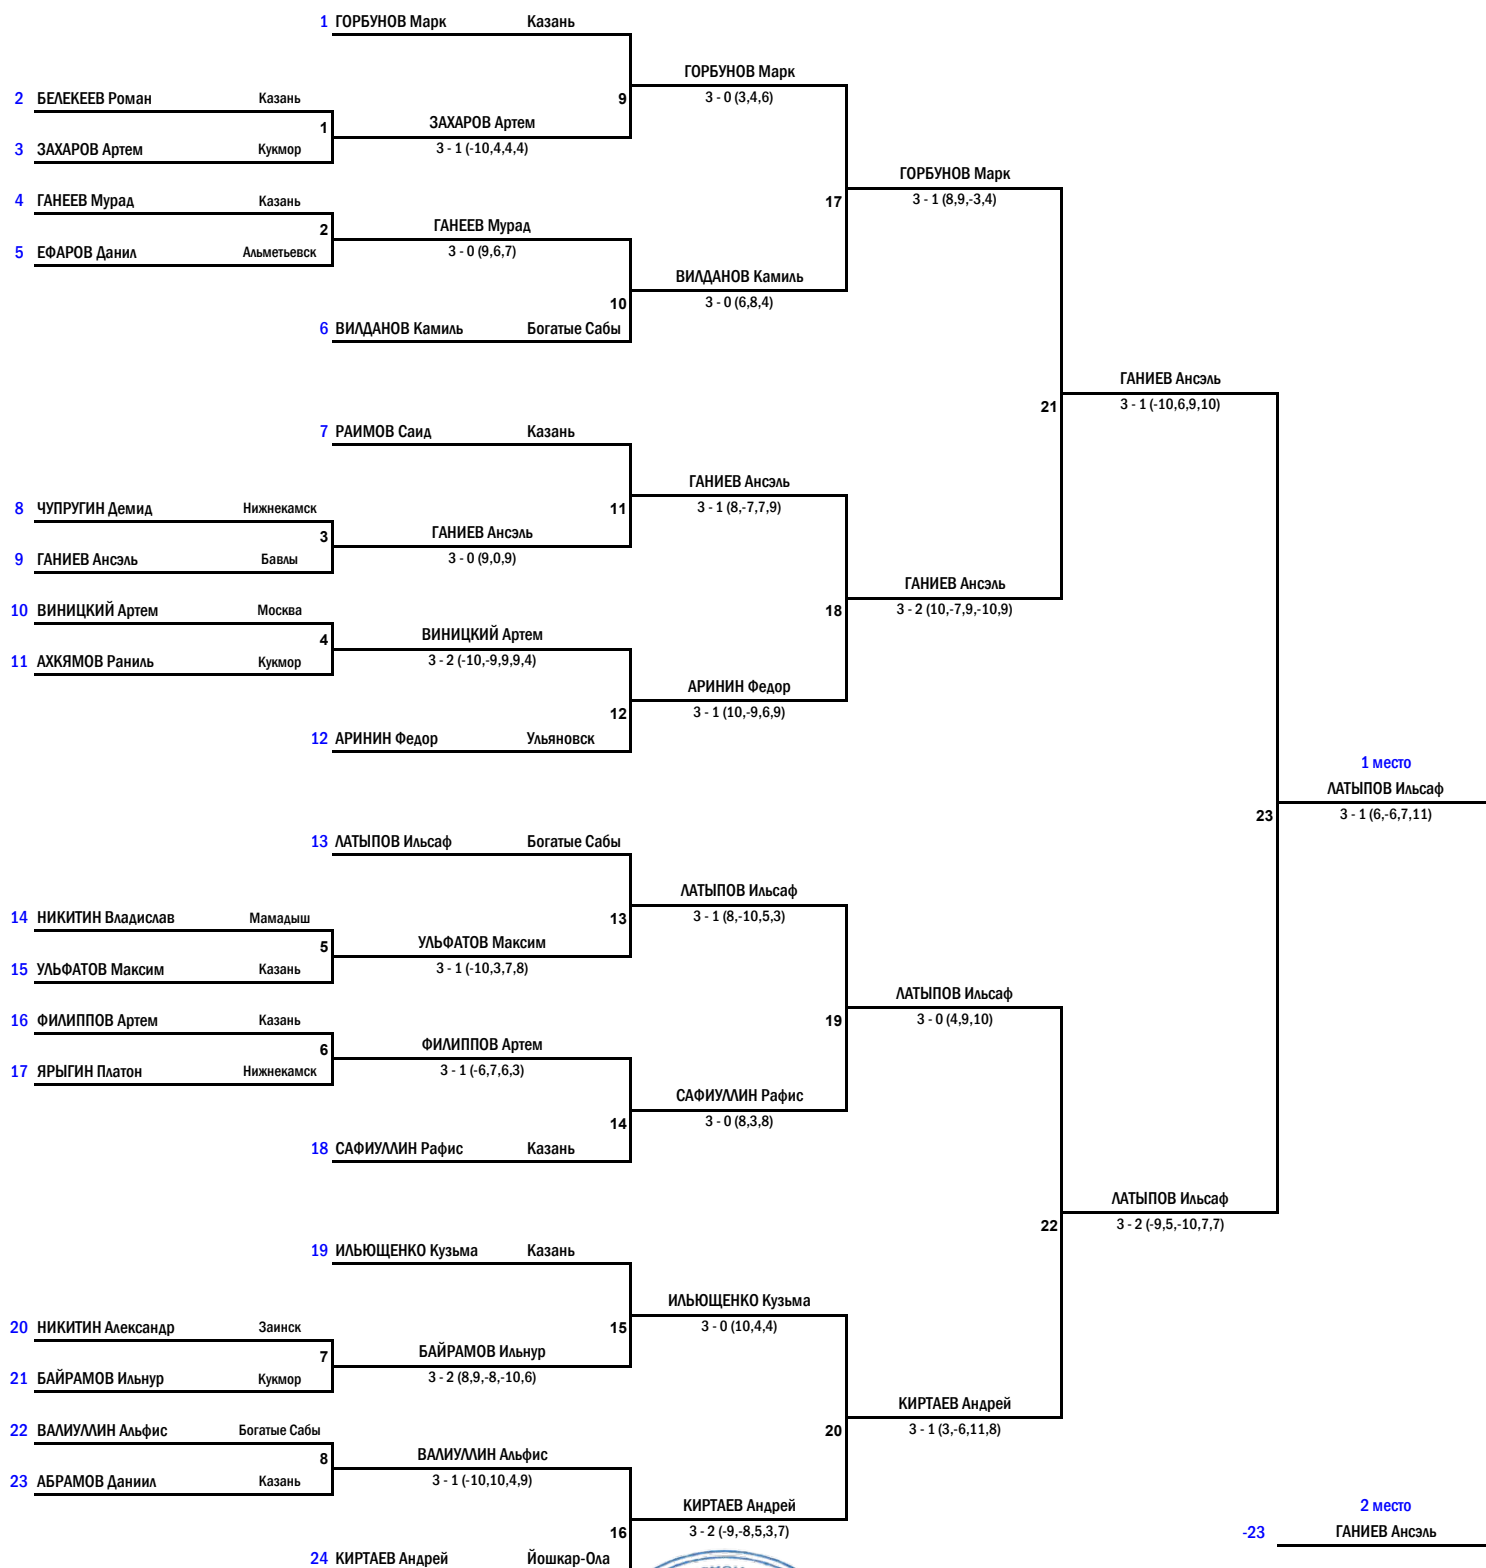 1 ГОРБУНОВ Марк Казань
ГОРБУНОВ Марк
2 БЕЛЕКЕЕВ Роман Казань 9 3 - 0 (3,4,6)
1 ЗАХАРОВ Артем
3 ЗАХАРОВ Артем Кукмор 3 - 1 (-10,4,4,4)
ГОРБУНОВ Марк
4 ГАНЕЕВ Мурад Казань 17 3 - 1 (8,9,-3,4)
2 ГАНЕЕВ Мурад
5 ЕФАРОВ Данил Альметьевск 3 - 0 (9,6,7)
ВИЛДАНОВ Камиль
10 3 - 0 (6,8,4)
6 ВИЛДАНОВ Камиль Богатые Сабы
ГАНИЕВ Ансэль
21 3 - 1 (-10,6,9,10)
7 РАИМОВ Саид Казань
ГАНИЕВ Ансэль
8 ЧУПРУГИН Демид Нижнекамск 11 3 - 1 (8,-7,7,9)
3 ГАНИЕВ Ансэль
9 ГАНИЕВ Ансэль Бавлы 3 - 0 (9,0,9)
ГАНИЕВ Ансэль
10 ВИНИЦКИЙ Артем Москва 18 3 - 2 (10,-7,9,-10,9)
4 ВИНИЦКИЙ Артем
11 АХКЯМОВ Раниль Кукмор 3 - 2 (-10,-9,9,9,4)
АРИНИН Федор
12 3 - 1 (10,-9,6,9)
12 АРИНИН Федор Ульяновск
1 место
ЛАТЫПОВ Ильсаф
23 3 - 1 (6,-6,7,11)
13 ЛАТЫПОВ Ильсаф Богатые Сабы
ЛАТЫПОВ Ильсаф
14 НИКИТИН Владислав Мамадыш 13 3 - 1 (8,-10,5,3)
5 УЛЬФАТОВ Максим
15 УЛЬФАТОВ Максим Казань 3 - 1 (-10,3,7,8)
ЛАТЫПОВ Ильсаф
16 ФИЛИППОВ Артем Казань 19 3 - 0 (4,9,10)
6 ФИЛИППОВ Артем
17 ЯРЫГИН Платон Нижнекамск 3 - 1 (-6,7,6,3)
САФИУЛЛИН Рафис
14 3 - 0 (8,3,8)
18 САФИУЛЛИН Рафис Казань
ЛАТЫПОВ Ильсаф
22 3 - 2 (-9,5,-10,7,7)
19 ИЛЬЮЩЕНКО Кузьма Казань
ИЛЬЮЩЕНКО Кузьма
20 НИКИТИН Александр Заинск 15 3 - 0 (10,4,4)
7 БАЙРАМОВ Ильнур
21 БАЙРАМОВ Ильнур Кукмор 3 - 2 (8,9,-8,-10,6)
КИРТАЕВ Андрей
22 ВАЛИУЛЛИН Альфис Богатые Сабы 20 3 - 1 (3,-6,11,8)
8 ВАЛИУЛЛИН Альфис
23 АБРАМОВ Даниил Казань 3 - 1 (-10,10,4,9)
КИРТАЕВ Андрей 2 место
16 3 - 2 (-9,-8,5,3,7) -23 ГАНИЕВ Ансэль
24 КИРТАЕВ Андрей Йошкар-Ола